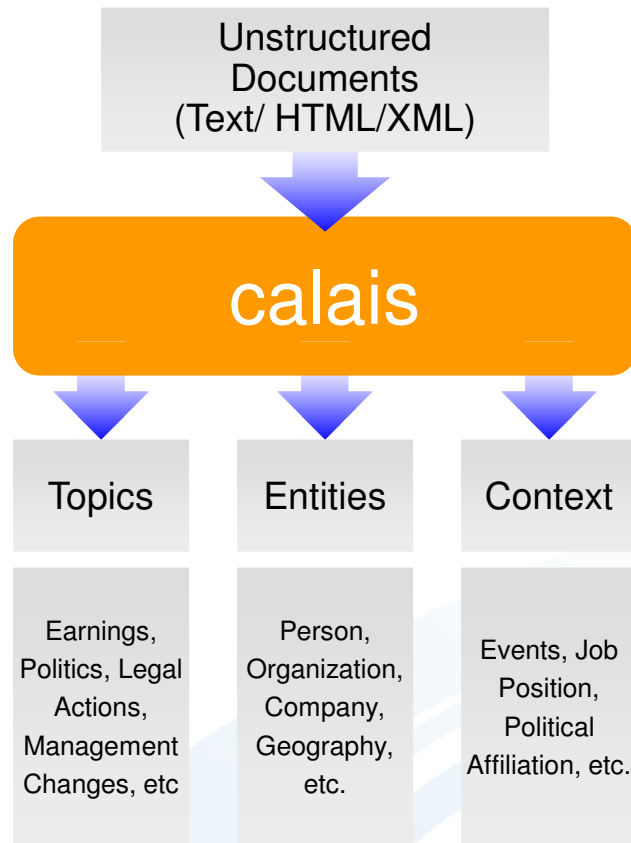 Unstructured
Documents
(Text/ HTML/XML)
calais
Topics
Entities
Context
Earnings,
Politics, Legal
Actions,
Management
Changes, etc
Person,
Organization,
Company,
Geography,
etc.
Events, Job
Position,
Political
Affiliation, etc.